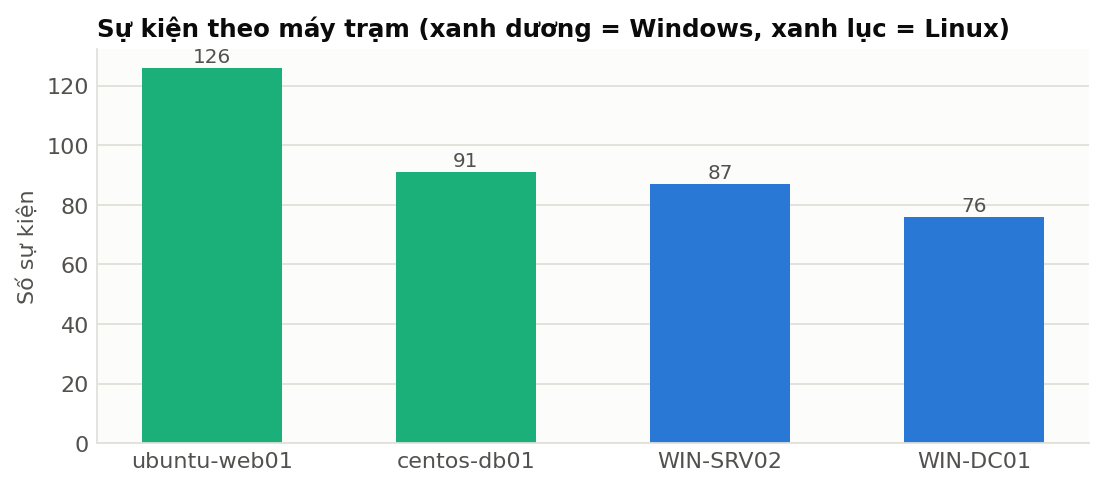 Sự kiện theo máy trạm (xanh dương = Windows, xanh lục = Linux)
Số sự kiện
120
100
80
60
40
20
0
126
91
87
76
ubuntu-web01
centos-db01
WIN-SRV02
WIN-DC01